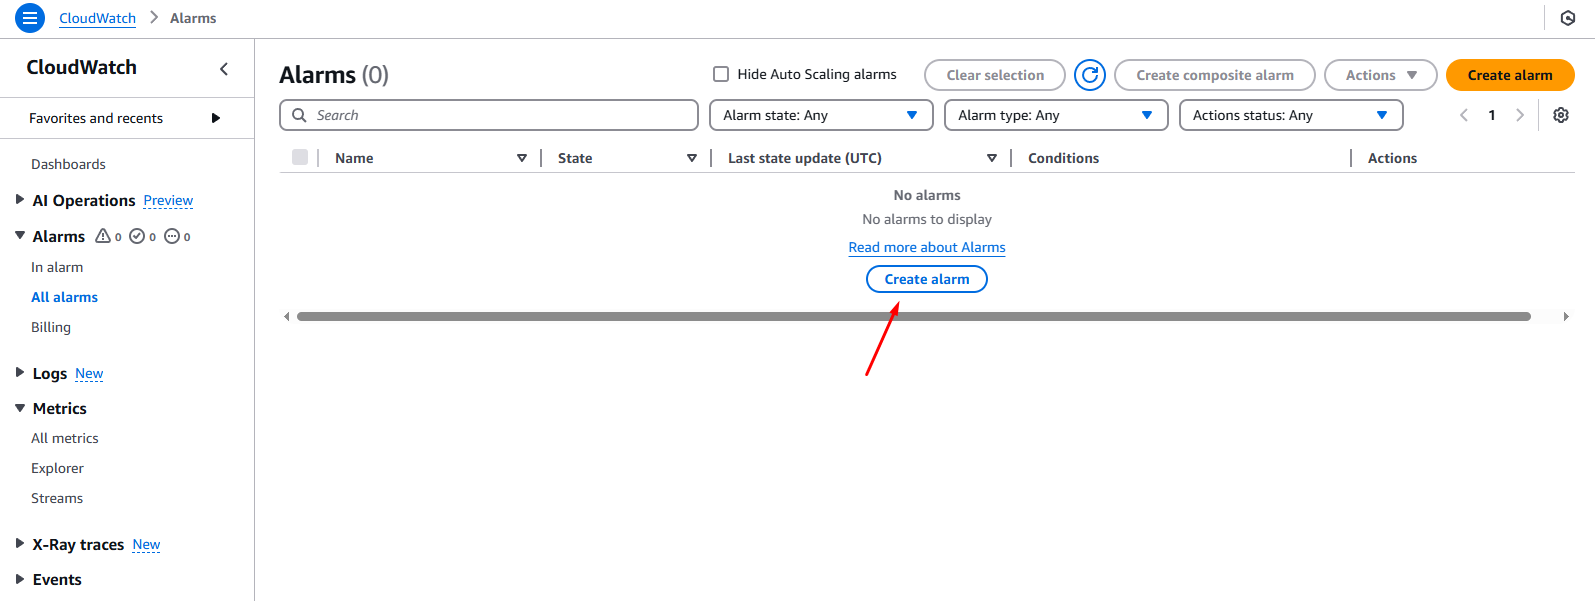 CloudWatch > Alarms
CloudWatch
Favorites and recents
Dashboards
AI Operations Preview
Alarms 0 0 0
In alarm
All alarms
Billing
Logs New
Metrics
All metrics
Explorer
Streams
X-Ray traces New
Events
Alarms (0)
Hide Auto Scaling alarms
Clear selection
Create composite alarm
Actions
Create alarm
Search
Alarm state: Any
Alarm type: Any
Actions status: Any
1
Name State Last state update (UTC) Conditions Actions
No alarms
No alarms to display
Read more about Alarms
Create alarm